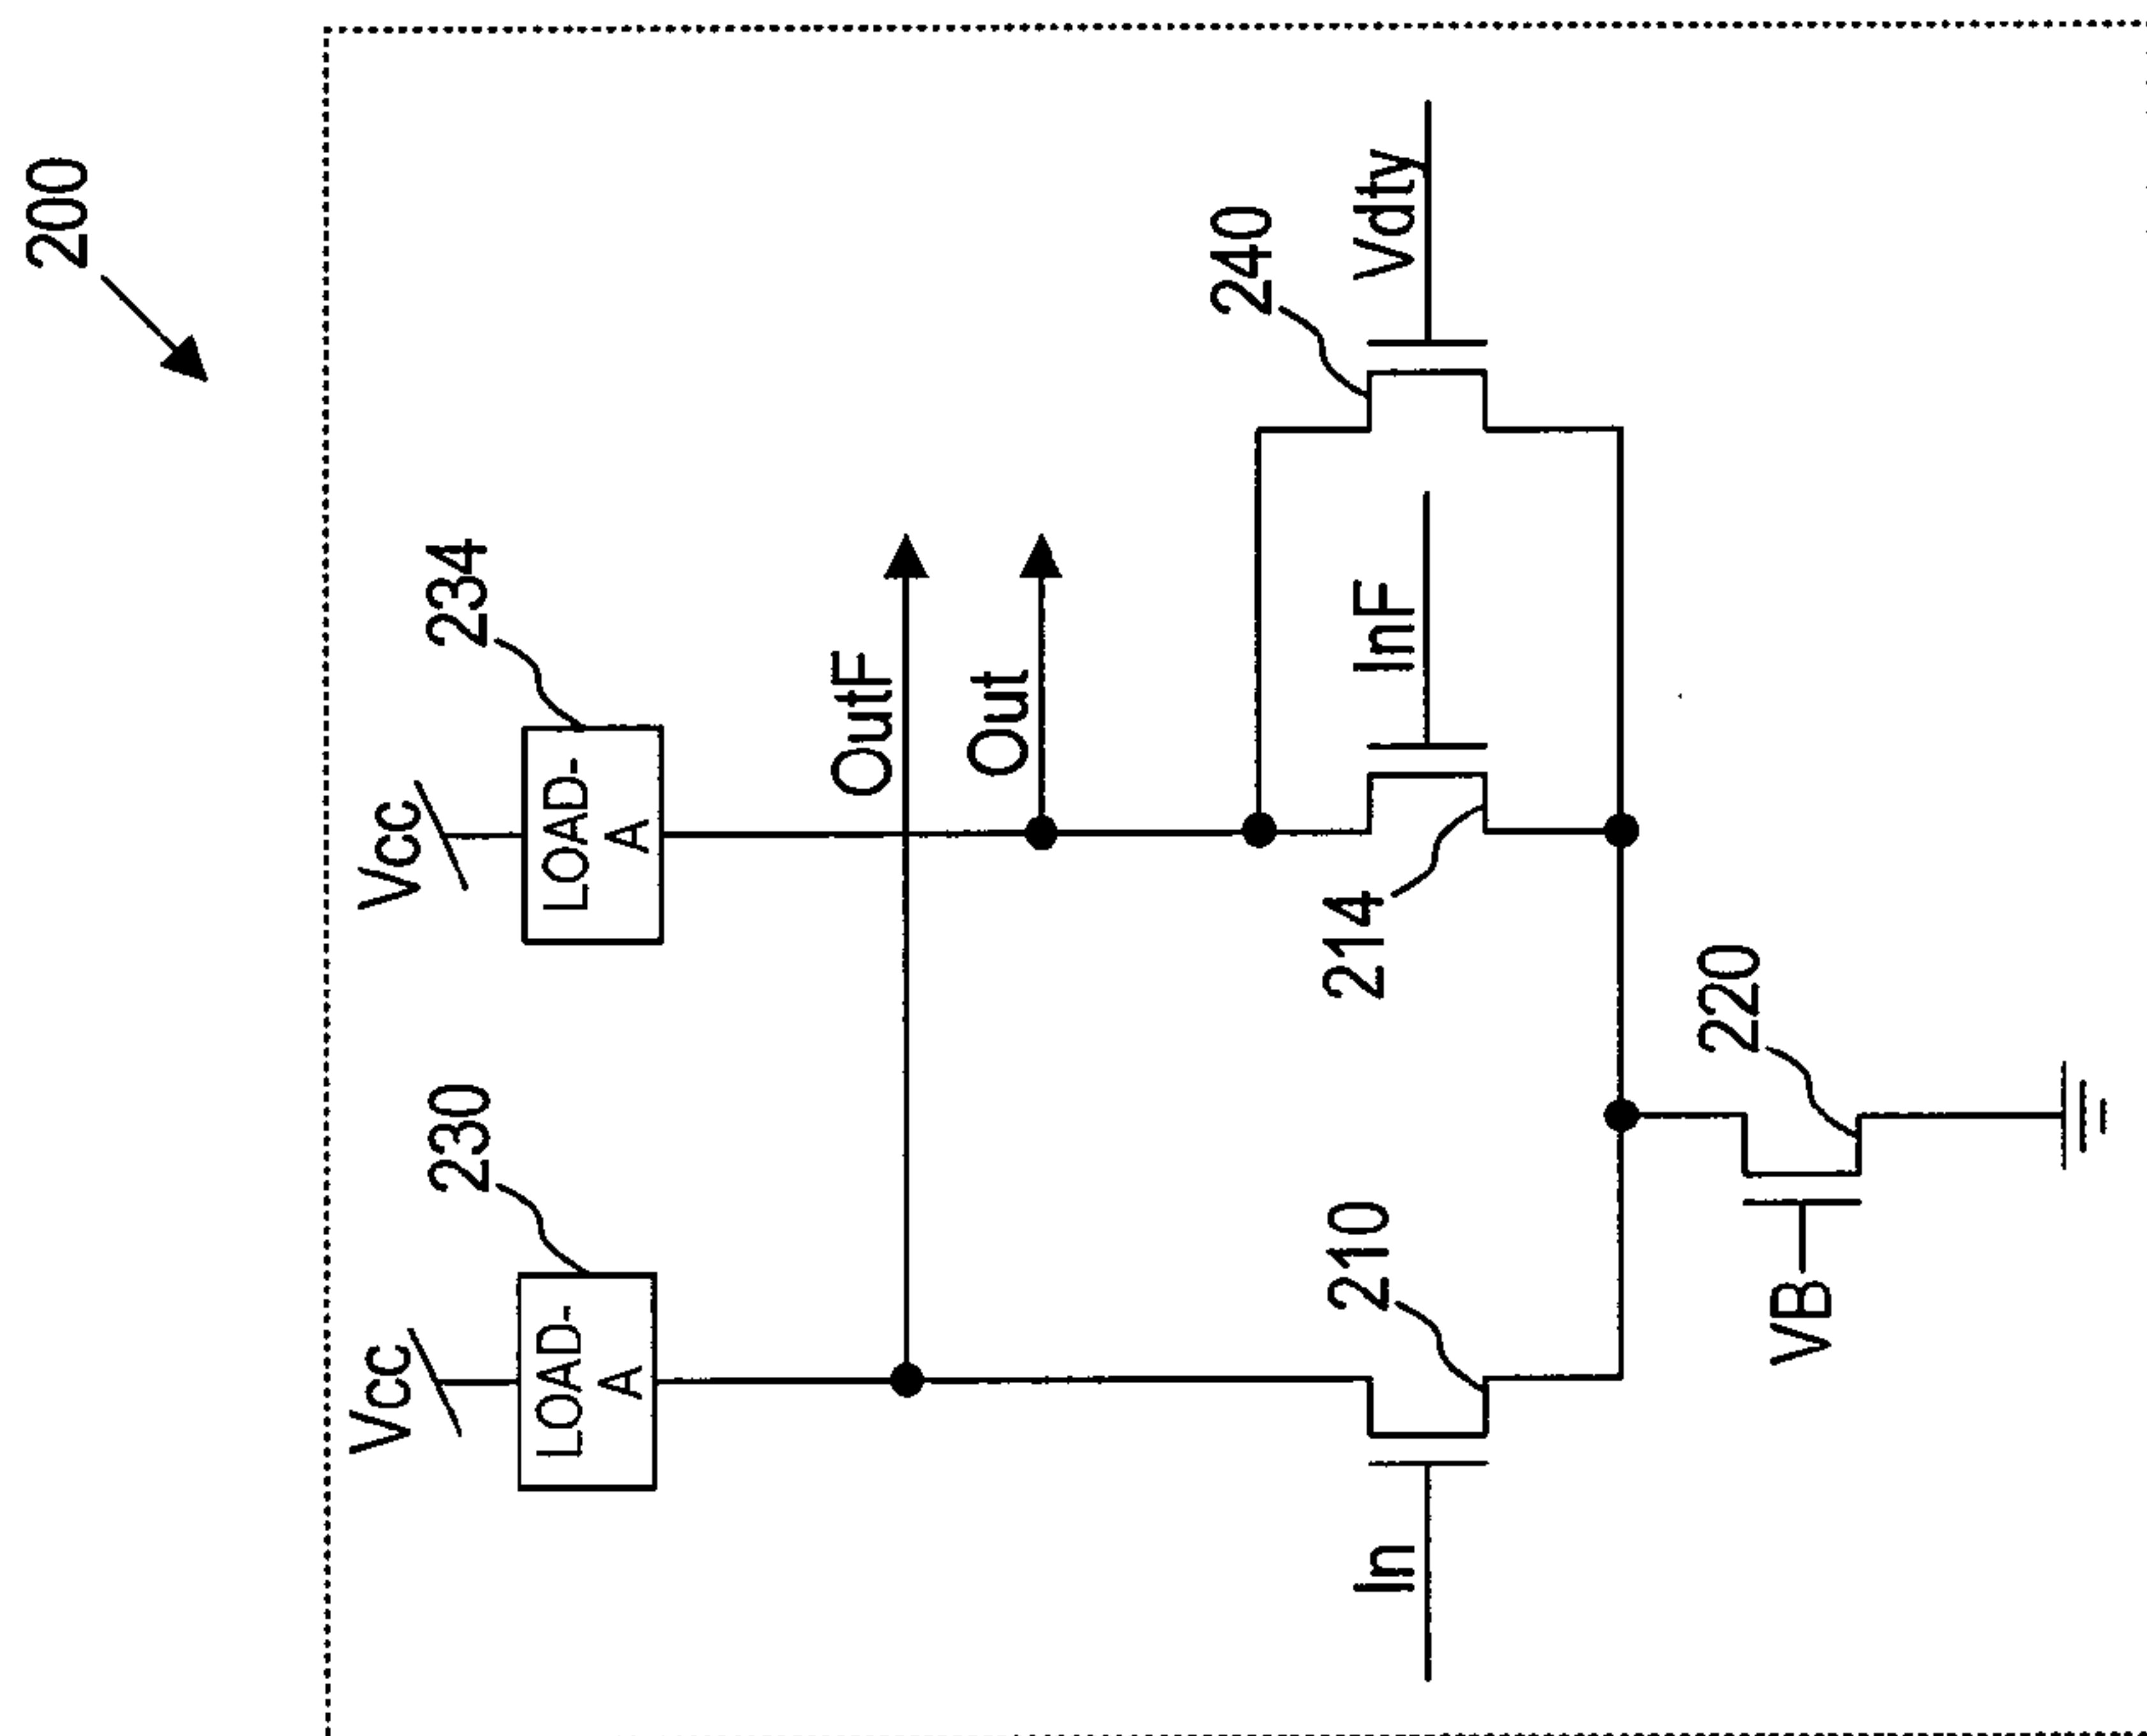 200
Vcc
Vcc
230
234
LOAD-
A
LOAD-
A
OutF
Out
240
210
214
In
InF
Vdty
220
VB